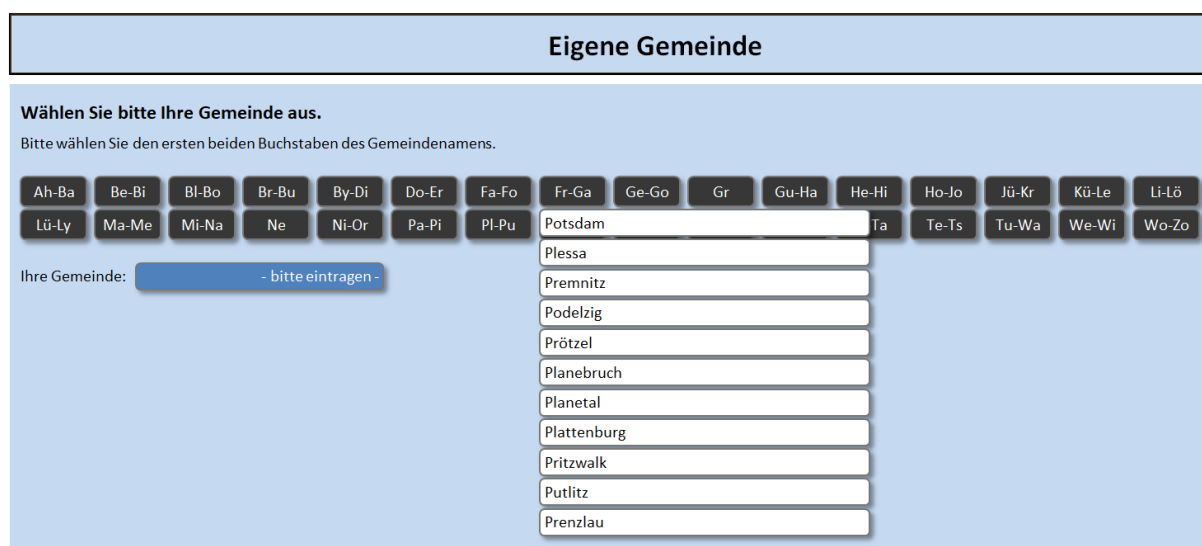 Eigene Gemeinde
Wählen Sie bitte Ihre Gemeinde aus.
Bitte wählen Sie den ersten beiden Buchstaben des Gemeindenamens.
Ah-Ba Be-Bi Bl-Bo Br-Bu By-Di Do-Er Fa-Fo Fr-Ga Ge-Go Gr Gu-Ha He-Hi Ho-Jo Jü-Kr Kü-Le Li-Lö
Lü-Ly Ma-Me Mi-Na Ne Ni-Or Pa-Pi Pl-Pu Potsdam Ta Te-Ts Tu-Wa We-Wi Wo-Zo
Plessa
Ihre Gemeinde: - bitte eintragen -
Premnitz
Podelzig
Prötzel
Planebruch
Planetal
Plattenburg
Pritzwalk
Putlitz
Prenzlau